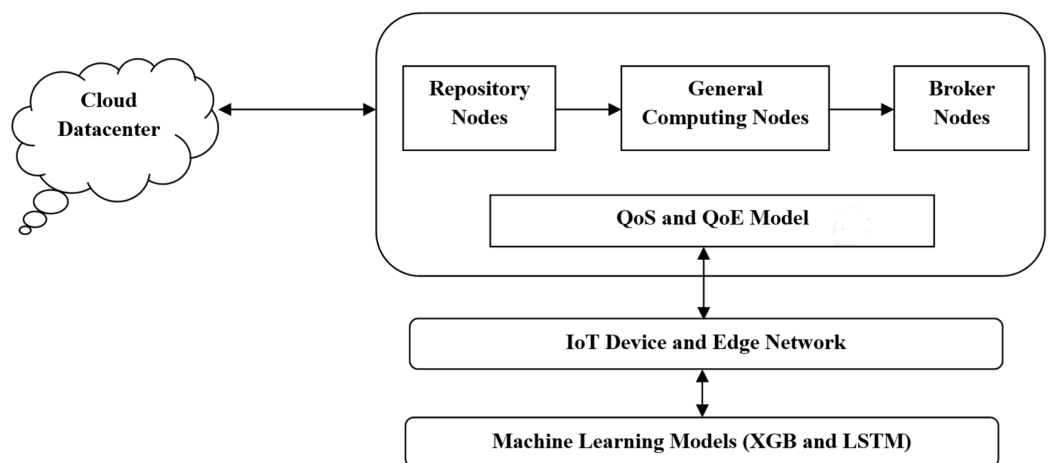 Cloud
Datacenter
Repository
Nodes
General
Computing Nodes
Broker
Nodes
QoS and QoE Model
IoT Device and Edge Network
Machine Learning Models (XGB and LSTM)